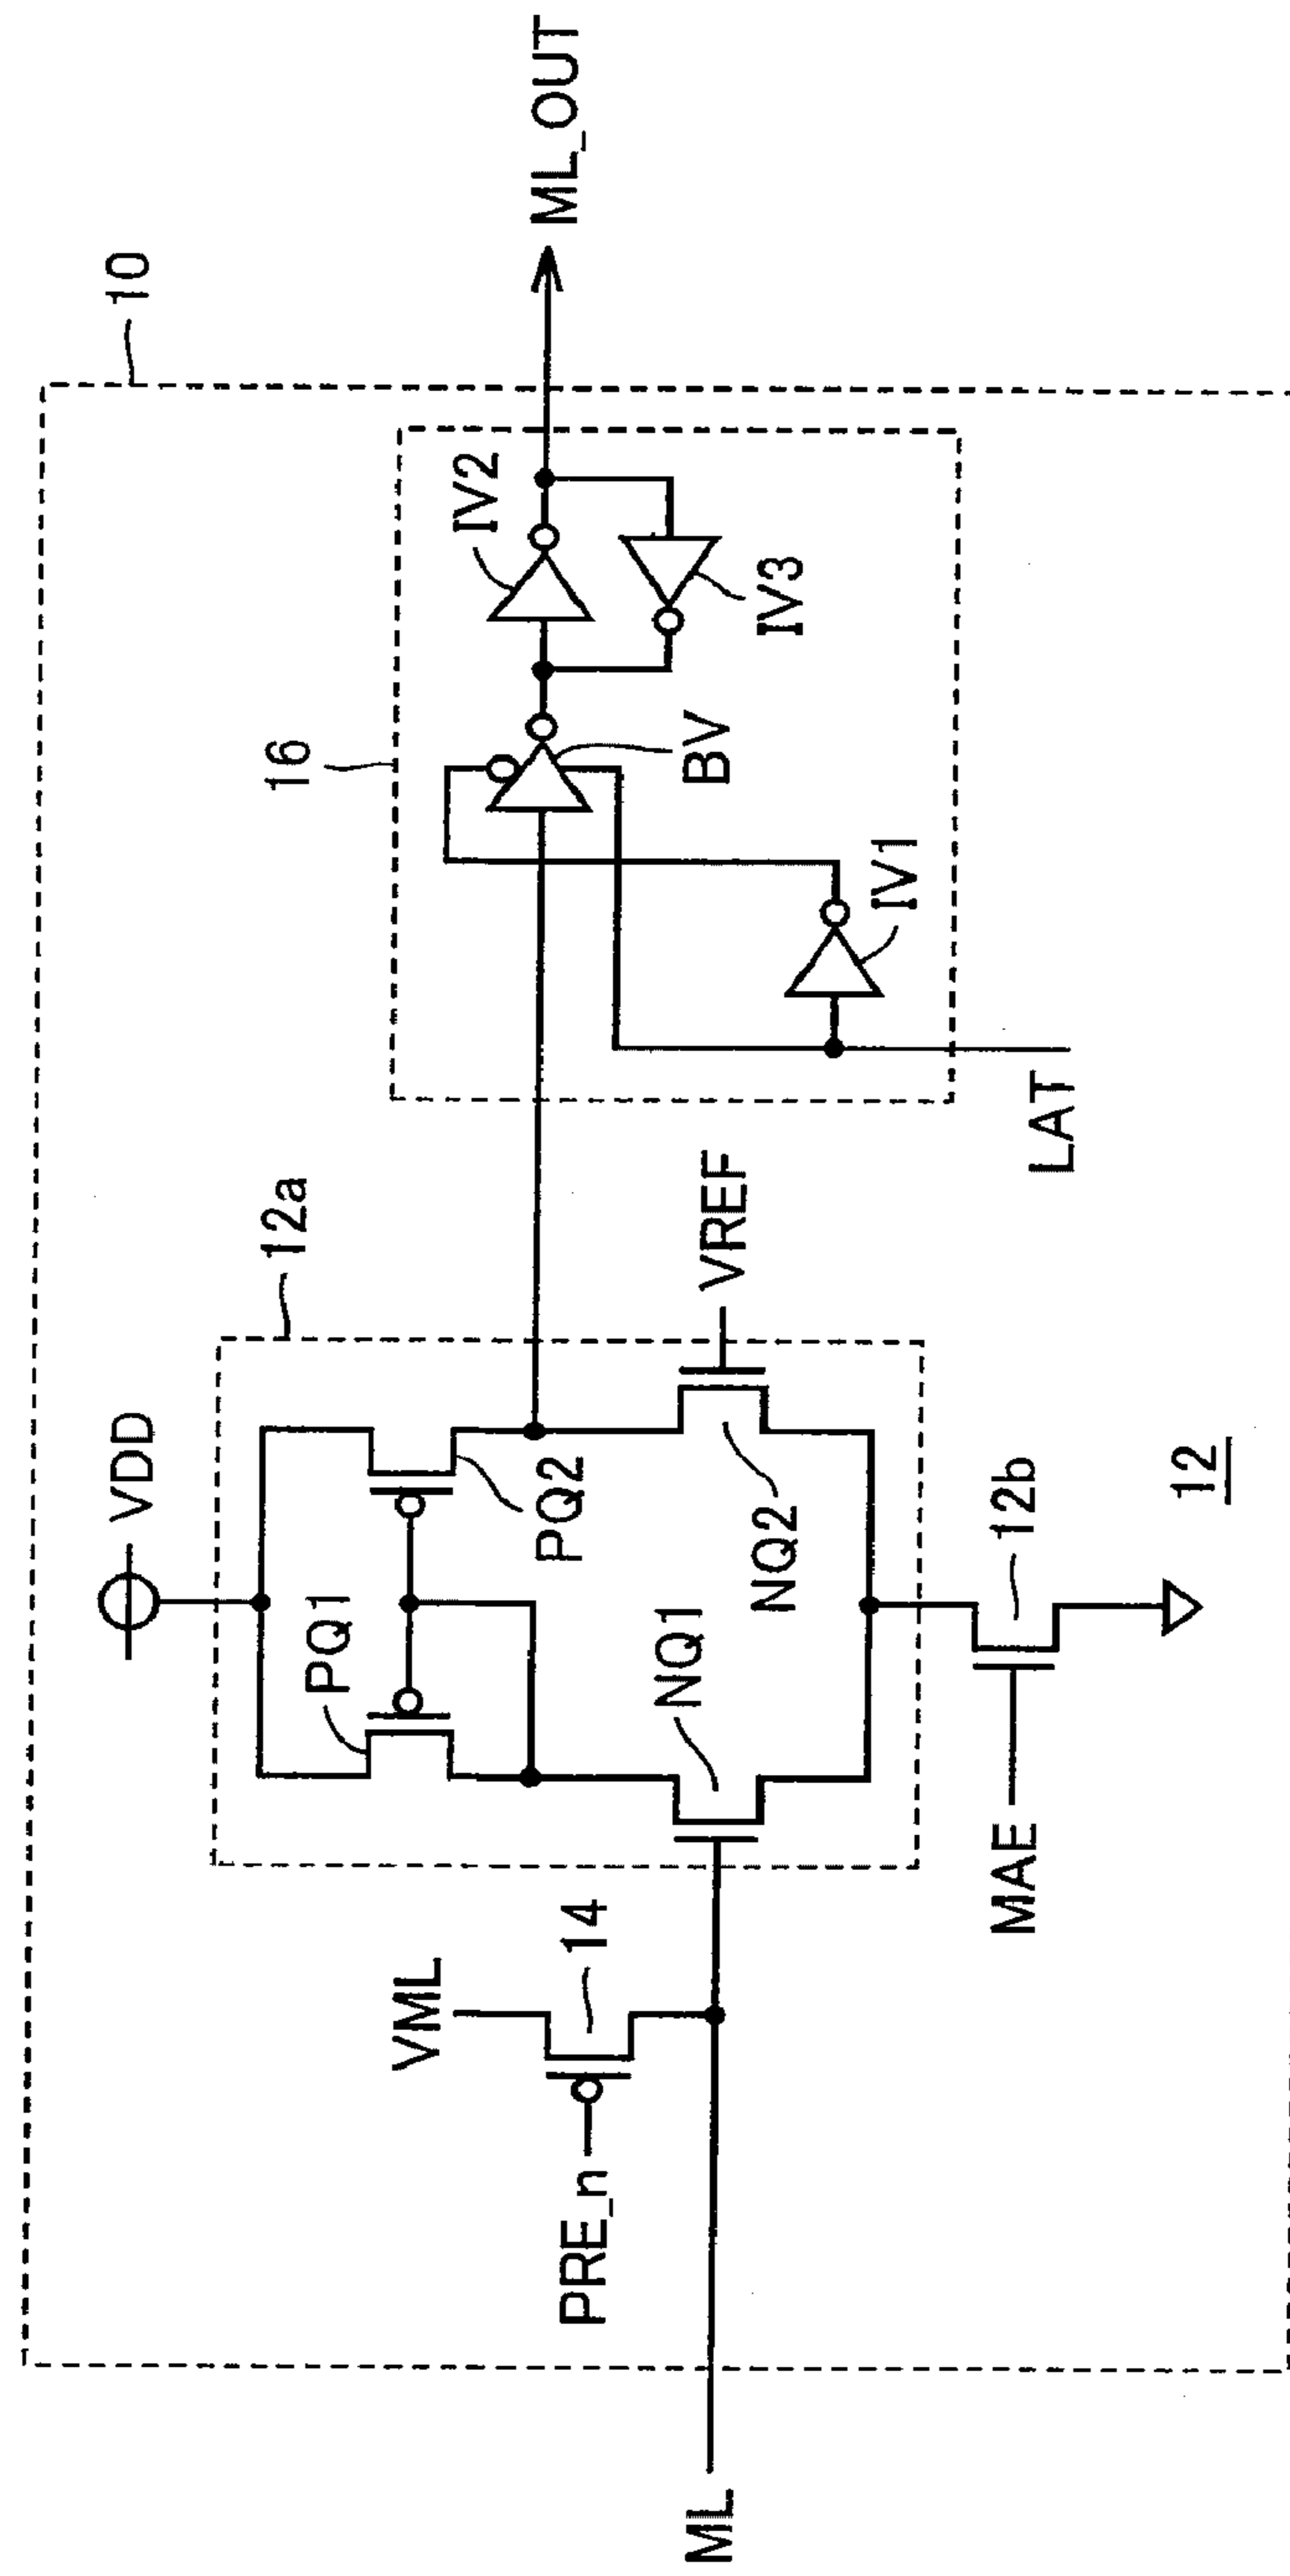 10
VDD
12a
16
PQ1
PQ2
IV2
ML_OUT
VML
14
PRE_n
NQ1
NQ2
VREF
BV
IV3
ML
IV1
MAE
12b
LAT
12